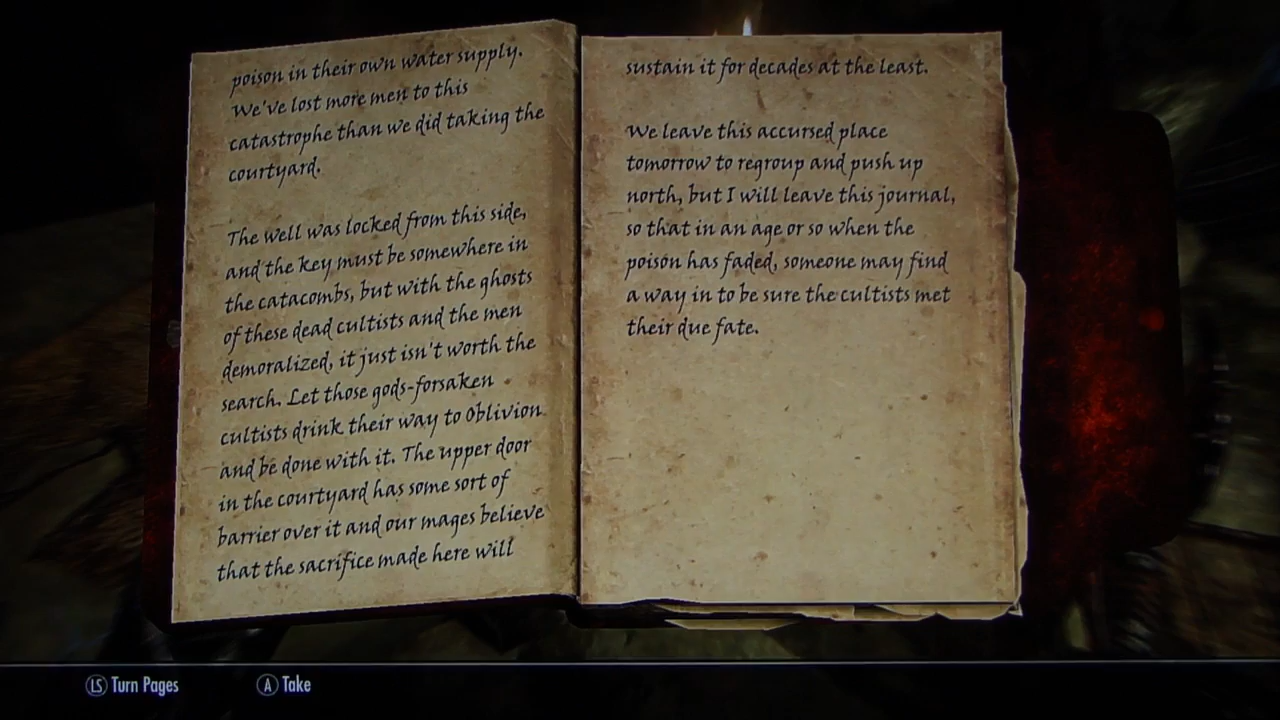 poison in their own water supply.
We've lost more men to this
catastrophe than we did taking the
courtyard.
The well was locked from this side,
and the key must be somewhere in
the catacombs, but with the ghosts
of these dead cultists and the men
demoralized, it just isn't worth the
search. Let those gods-forsaken
cultists drink their way to Oblivion
and be done with it. The upper door
in the courtyard has some sort of
barrier over it and our mages believe
that the sacrifice made here will
sustain it for decades at the least.
We leave this accursed place
tomorrow to regroup and push up
north, but I will leave this journal,
so that in an age or so when the
poison has faded, someone may find
a way in to be sure the cultists met
their due fate.
LS Turn Pages
A Take